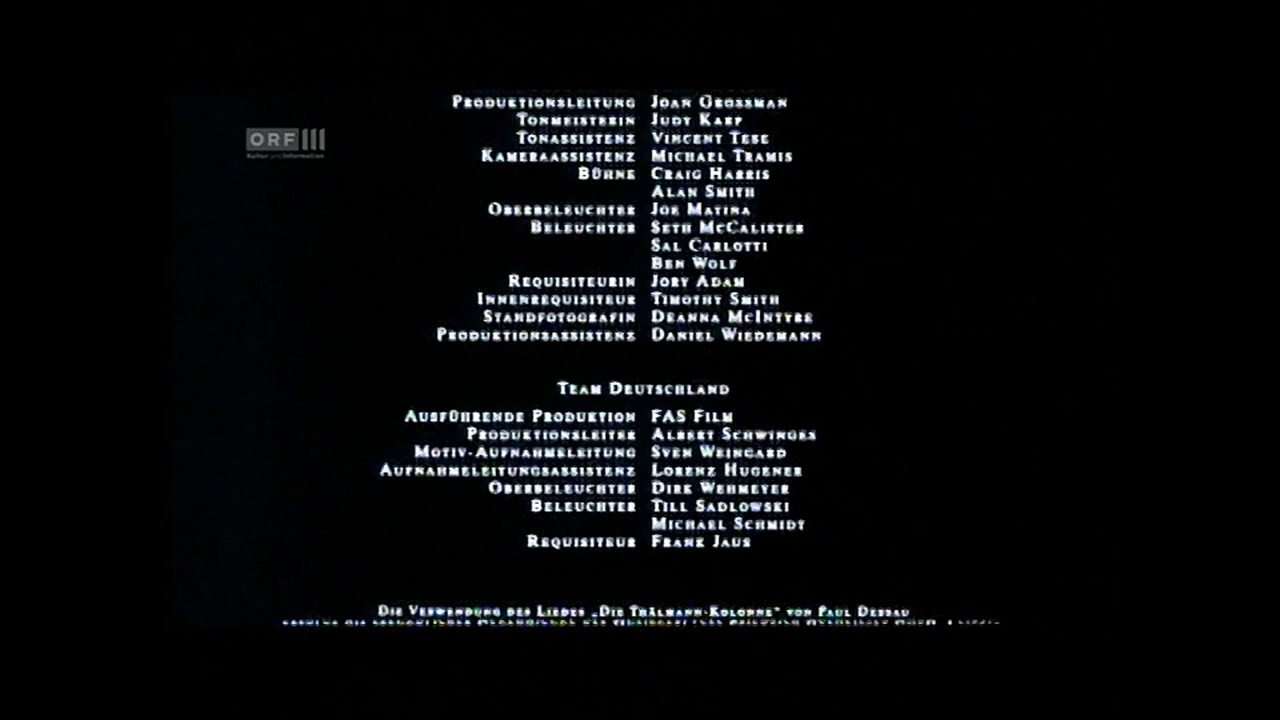 ORF III
Kultur und Information
Produktionsleitung Joan Grossman
Tonmeisterin Judy Karp
Tonassistenz Vincent Tese
Kameraassistenz Michael Tramis
Bühne Craig Harris
Alan Smith
Oberbeleuchter Joe Matina
Beleuchter Seth McCalister
Sal Carlotti
Ben Wolf
Requisiteurin Jory Adam
Innenrequisiteur Timothy Smith
Standfotografin Deanna McIntyre
Produktionsassistenz Daniel Wiedemann
Team Deutschland
Ausführende Produktion FAS Film
Produktionsleiter Albert Schwinges
Motiv-Aufnahmeleitung Sven Weingard
Aufnahmeleitungsassistenz Lorenz Hugener
Oberbeleuchter Dirk Wehmeyer
Beleuchter Till Sadlowski
Michael Schmidt
Requisiteur Frank Jaus
Die Verwendung des Liedes „Die Thälmann-Kolonne“ von Paul Dessau